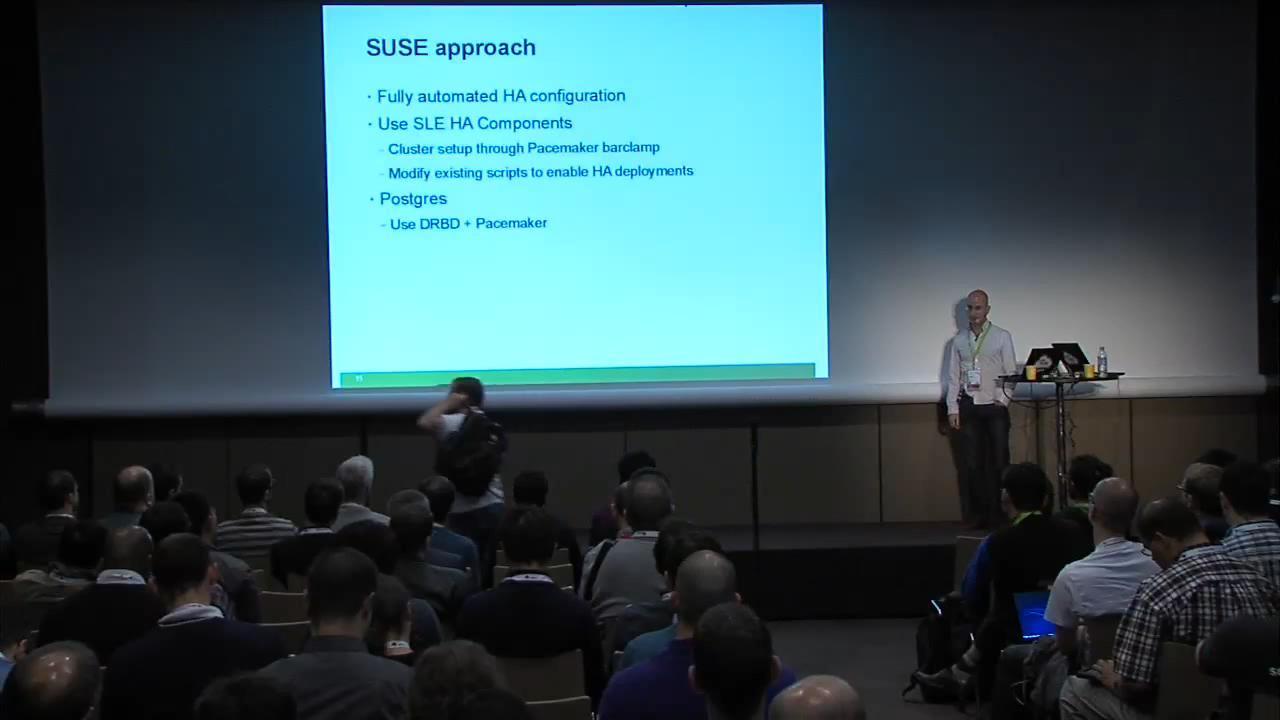 SUSE approach
· Fully automated HA configuration
· Use SLE HA Components
- Cluster setup through Pacemaker barclamp
- Modify existing scripts to enable HA deployments
· Postgres
- Use DRBD + Pacemaker